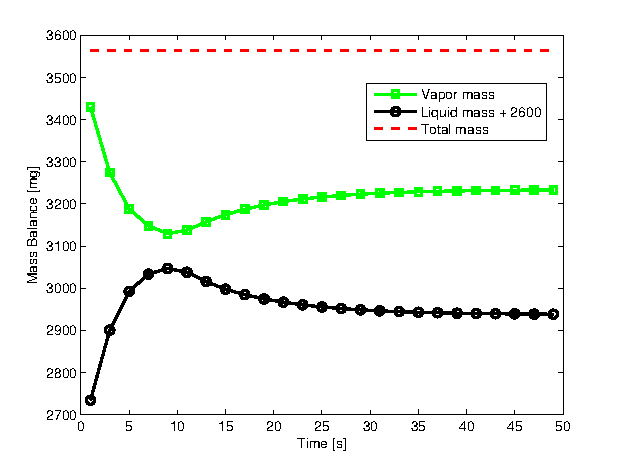 3600
3500
3400
3300
3200
3100
3000
2900
2800
2700
Mass Balance [mg]
Vapor mass
Liquid mass + 2600
Total mass
0 5 10 15 20 25 30 35 40 45 50
Time [s]